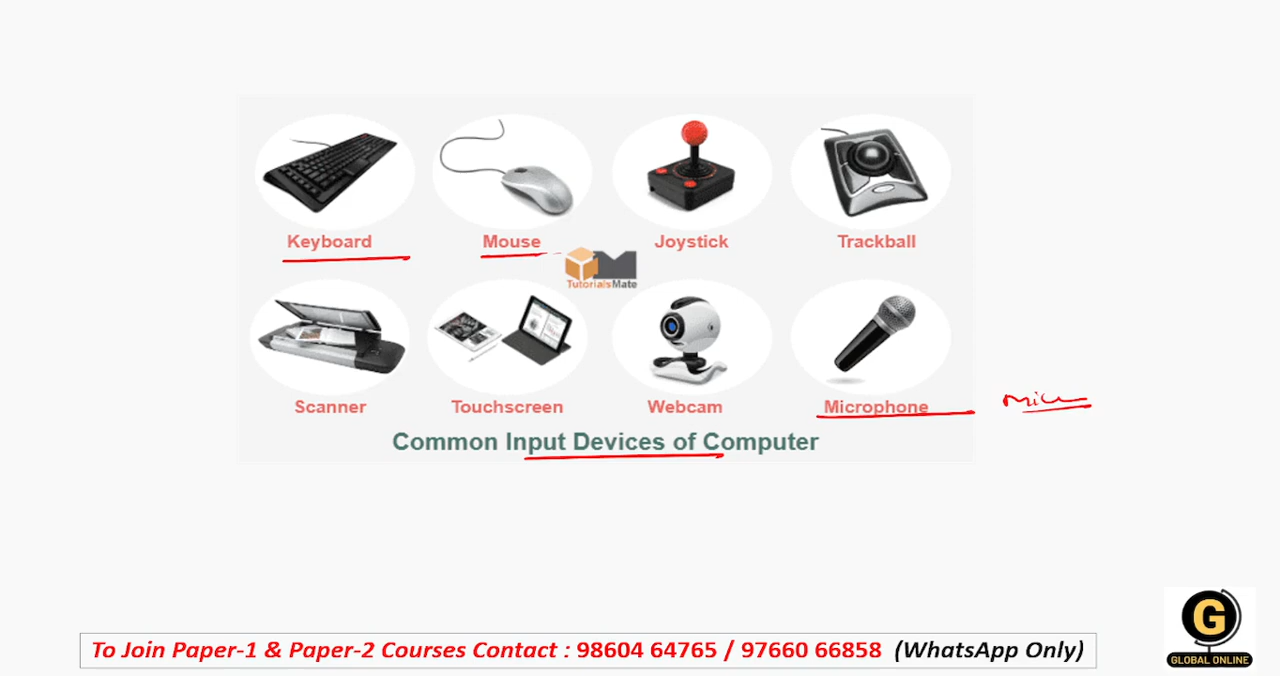 Keyboard
Mouse
Joystick
Trackball
TutorialsMate
Scanner
Touchscreen
Webcam
Microphone
Common Input Devices of Computer
To Join Paper-1 & Paper-2 Courses Contact : 98604 64765 / 97660 66858 (WhatsApp Only)
G
GLOBAL ONLINE